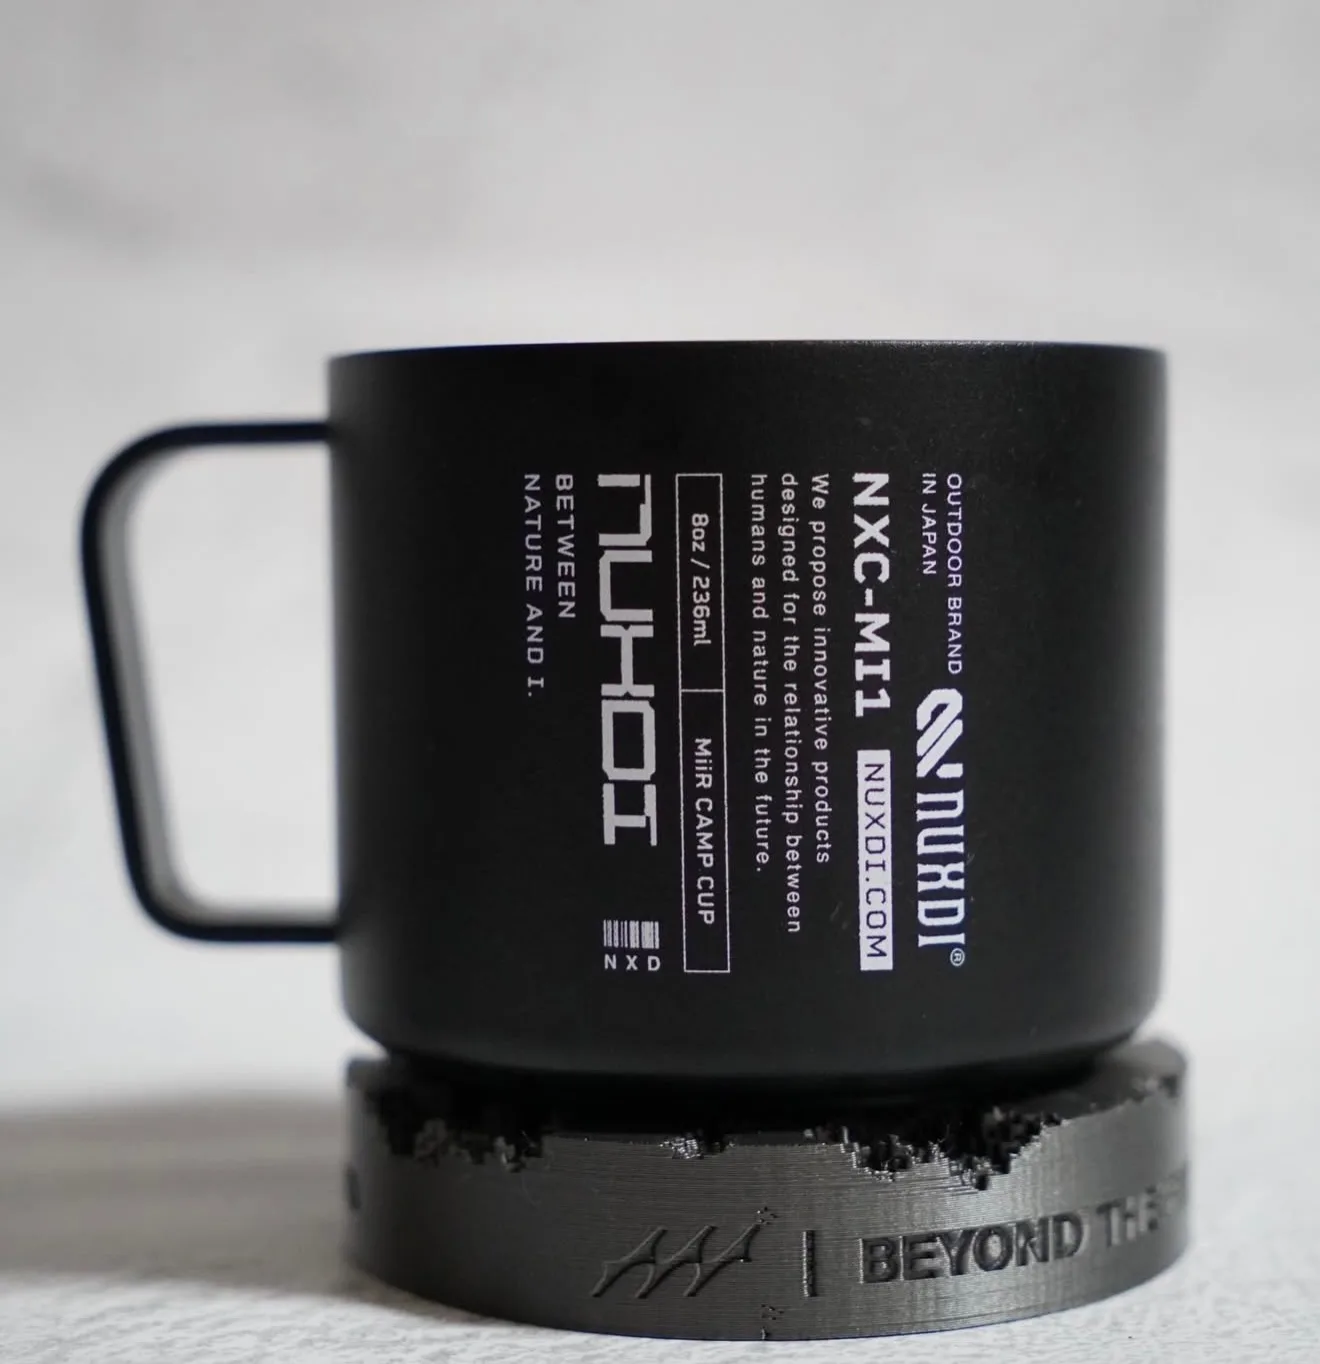 OUTDOOR BRAND
IN JAPAN
NUXDI®
NXC-MI1
NUXDI.COM
We propose innovative products
designed for the relationship between
humans and nature in the future.
8oz / 236ml
MiiR CAMP CUP
NUXDI
NXD
BETWEEN
NATURE AND I.
BEYOND THE